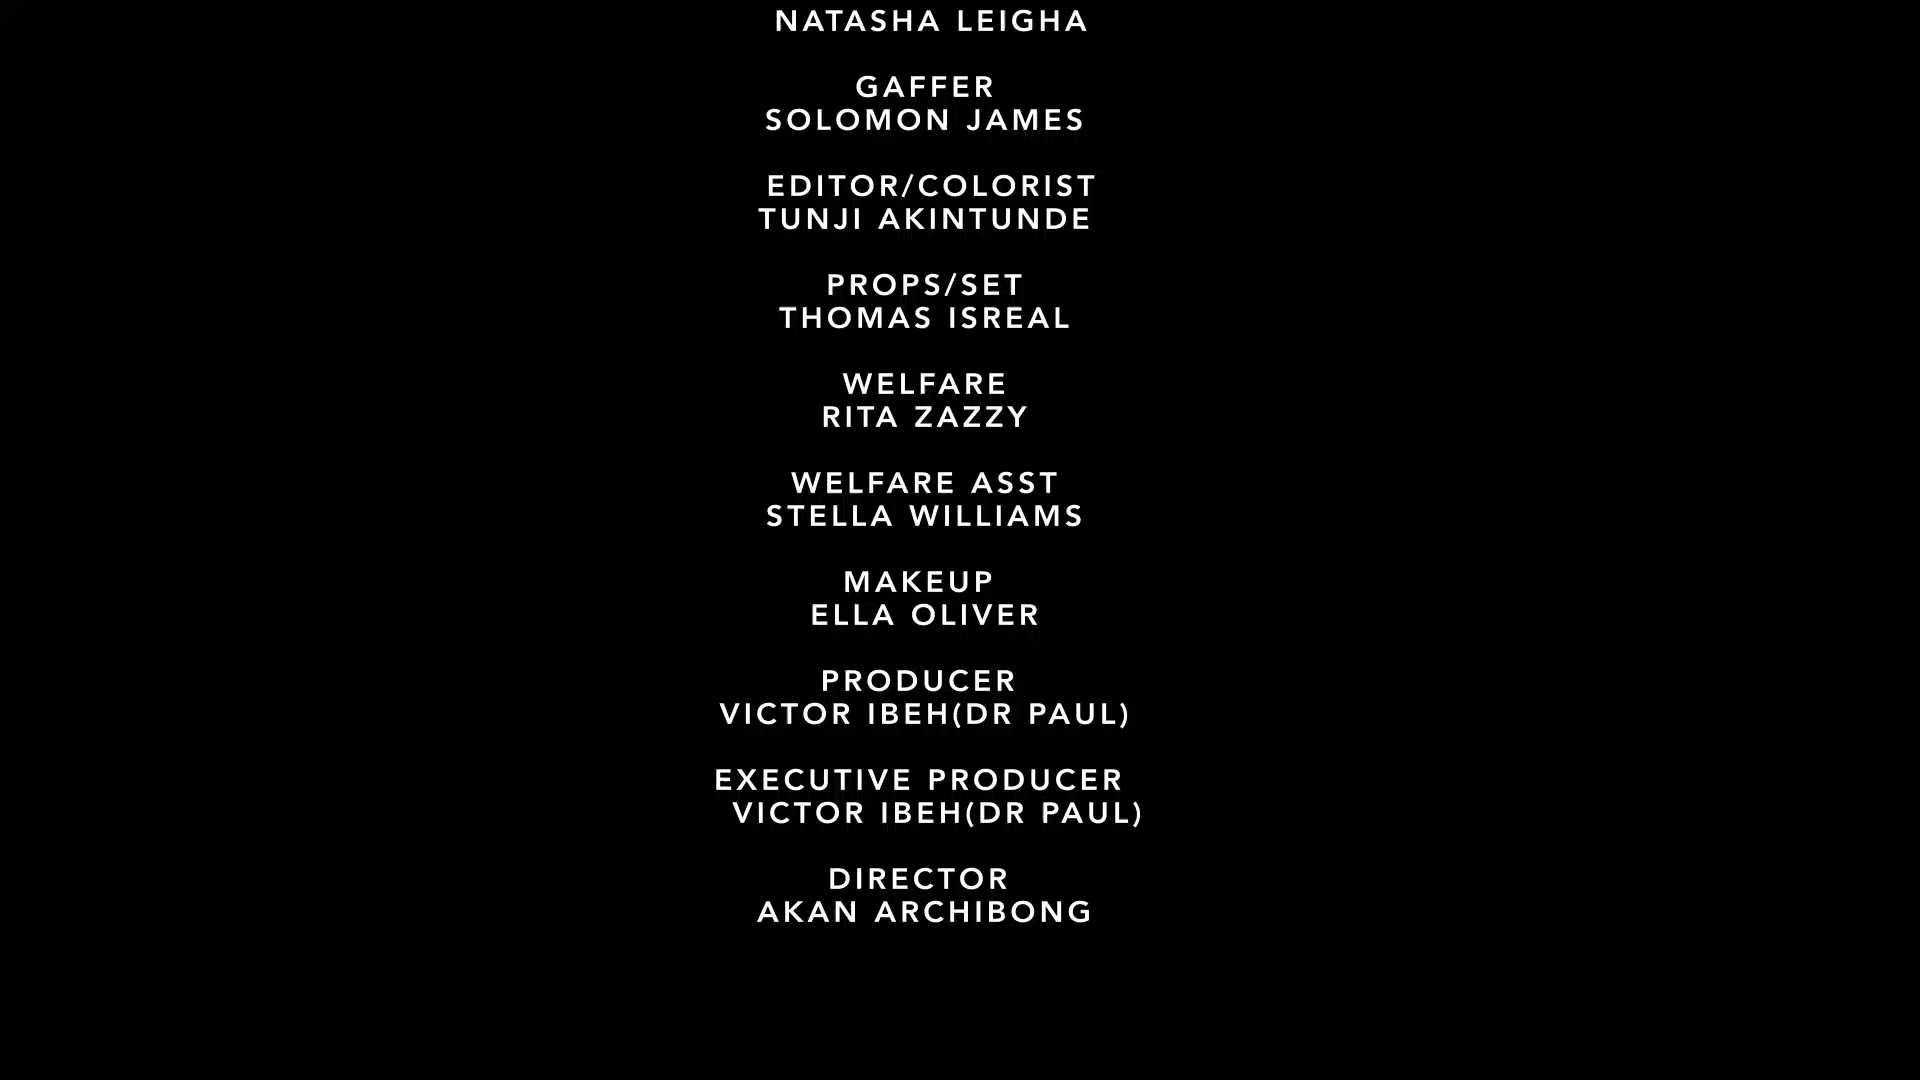 NATASHA LEIGHA
GAFFER
SOLOMON JAMES
EDITOR/COLORIST
TUNJI AKINTUNDE
PROPS/SET
THOMAS ISREAL
WELFARE
RITA ZAZZY
WELFARE ASST
STELLA WILLIAMS
MAKEUP
ELLA OLIVER
PRODUCER
VICTOR IBEH(DR PAUL)
EXECUTIVE PRODUCER
VICTOR IBEH(DR PAUL)
DIRECTOR
AKAN ARCHIBONG